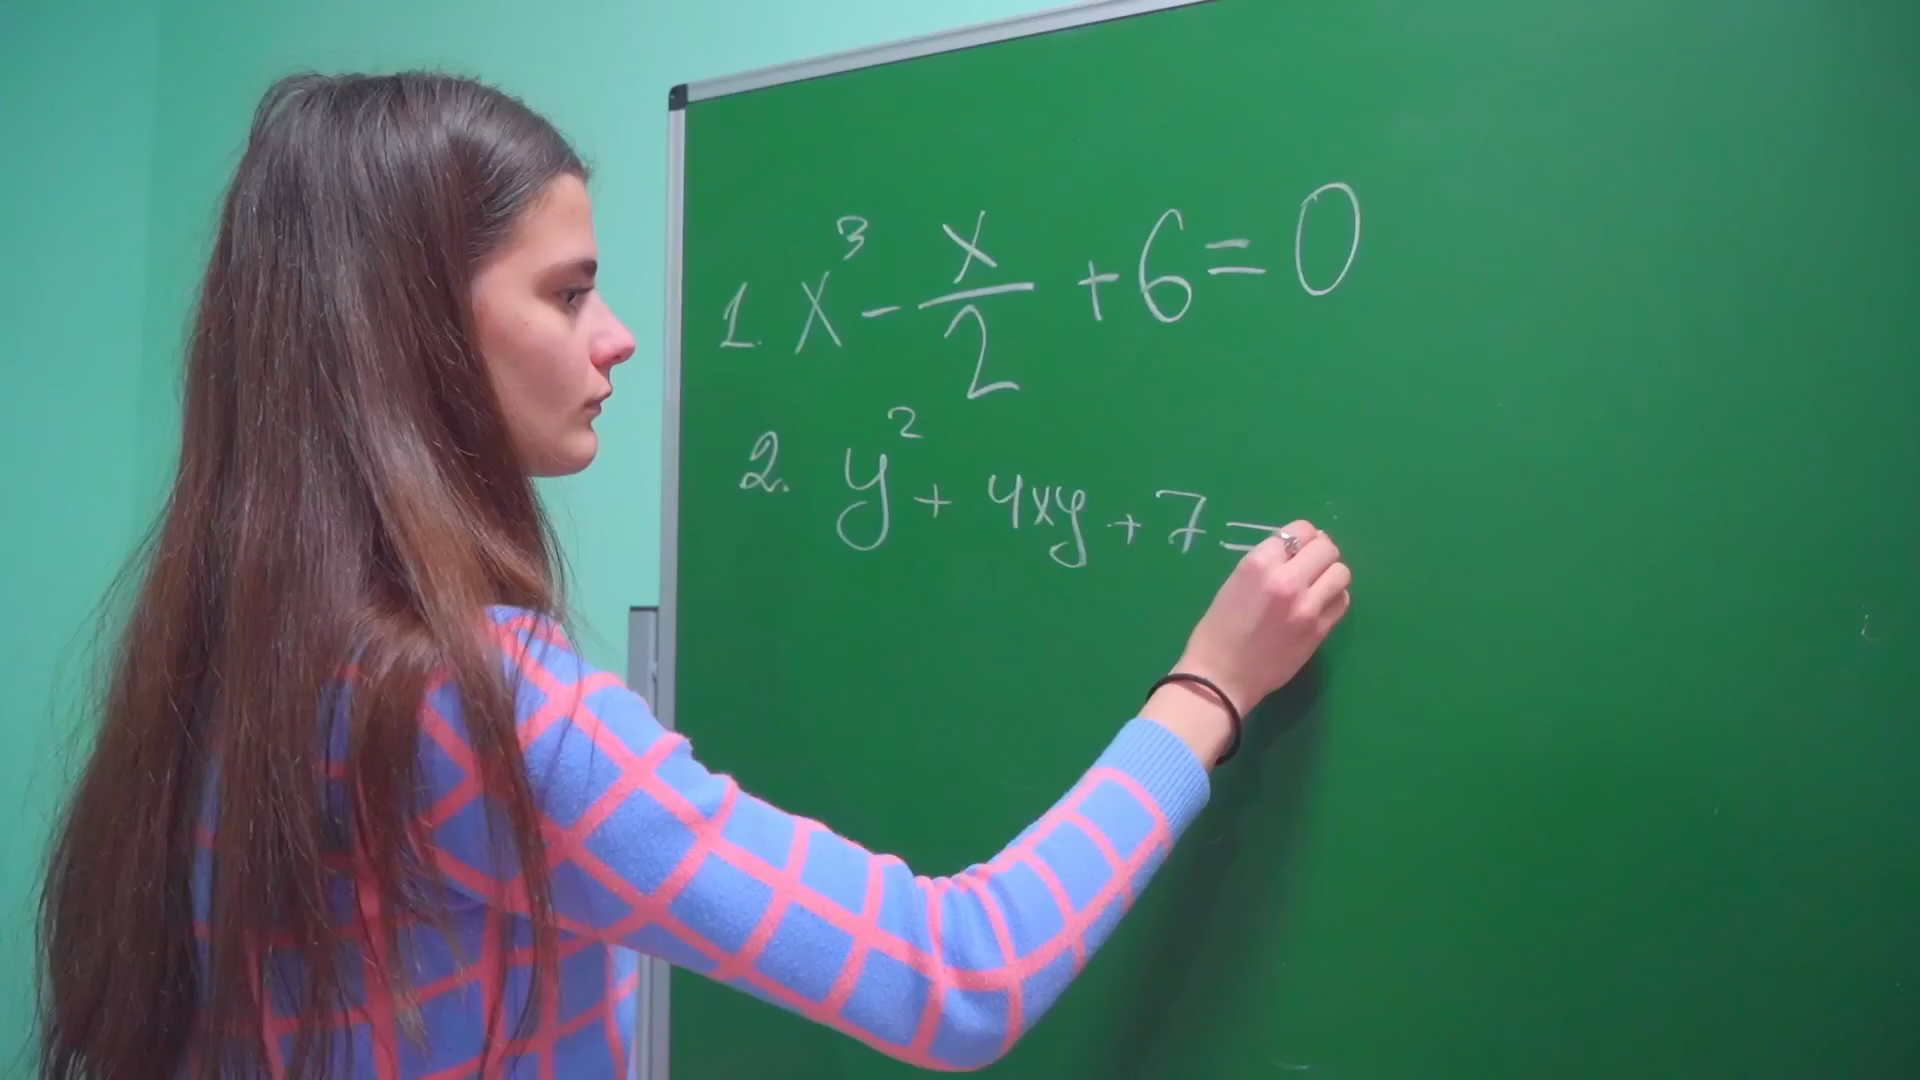 1. x³ - x/2 + 6 = 0
2. y² + 4xy + 7 =